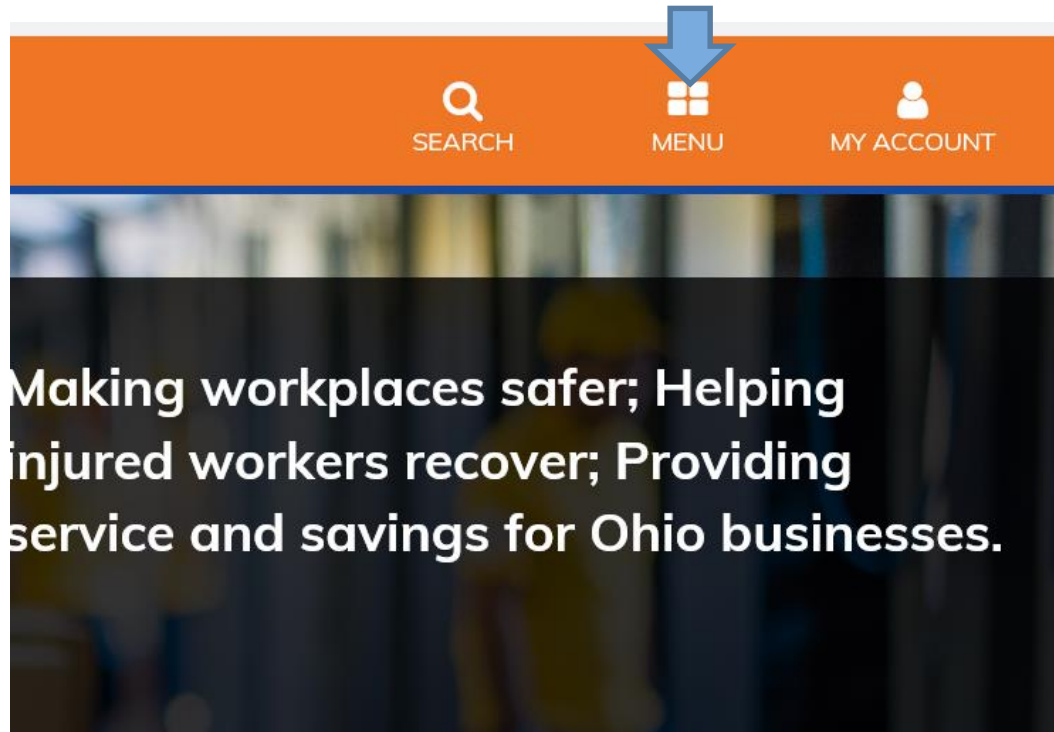 SEARCH MENU MY ACCOUNT
Making workplaces safer; Helping
injured workers recover; Providing
service and savings for Ohio businesses.